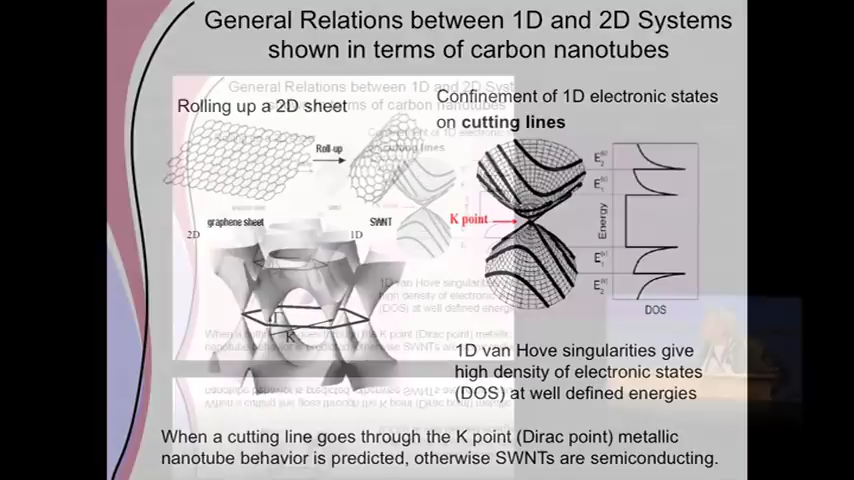 General Relations between 1D and 2D Systems
shown in terms of carbon nanotubes
Rolling up a 2D sheet
Confinement of 1D electronic states
on cutting lines
Roll-up
graphene sheet
SWNT
2D
1D
K point
K
Energy
DOS
1D van Hove singularities give
high density of electronic states
(DOS) at well defined energies
When a cutting line goes through the K point (Dirac point) metallic
nanotube behavior is predicted, otherwise SWNTs are semiconducting.